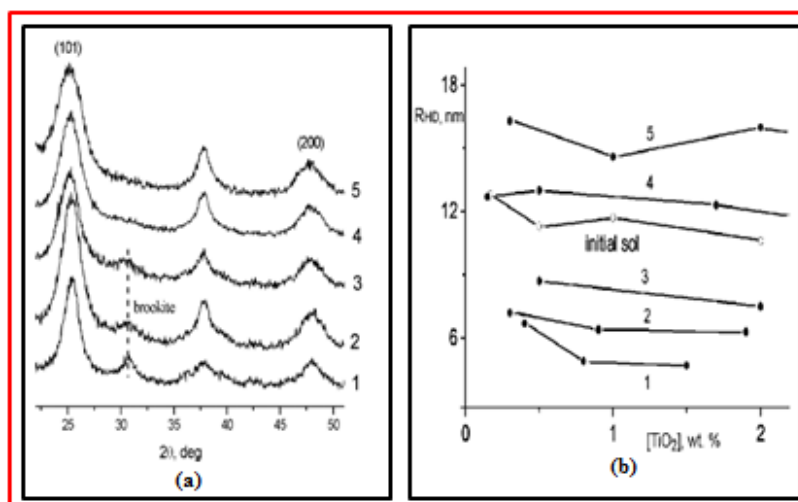 (101)
(200)
5
4
3
brookite
2
1
25 30 35 40 45 50
2θ, deg
(a)
18
RHD, nm
5
12
4
initial sol
3
6
2
1
0 1 2
[TiO2], wt. %
(b)